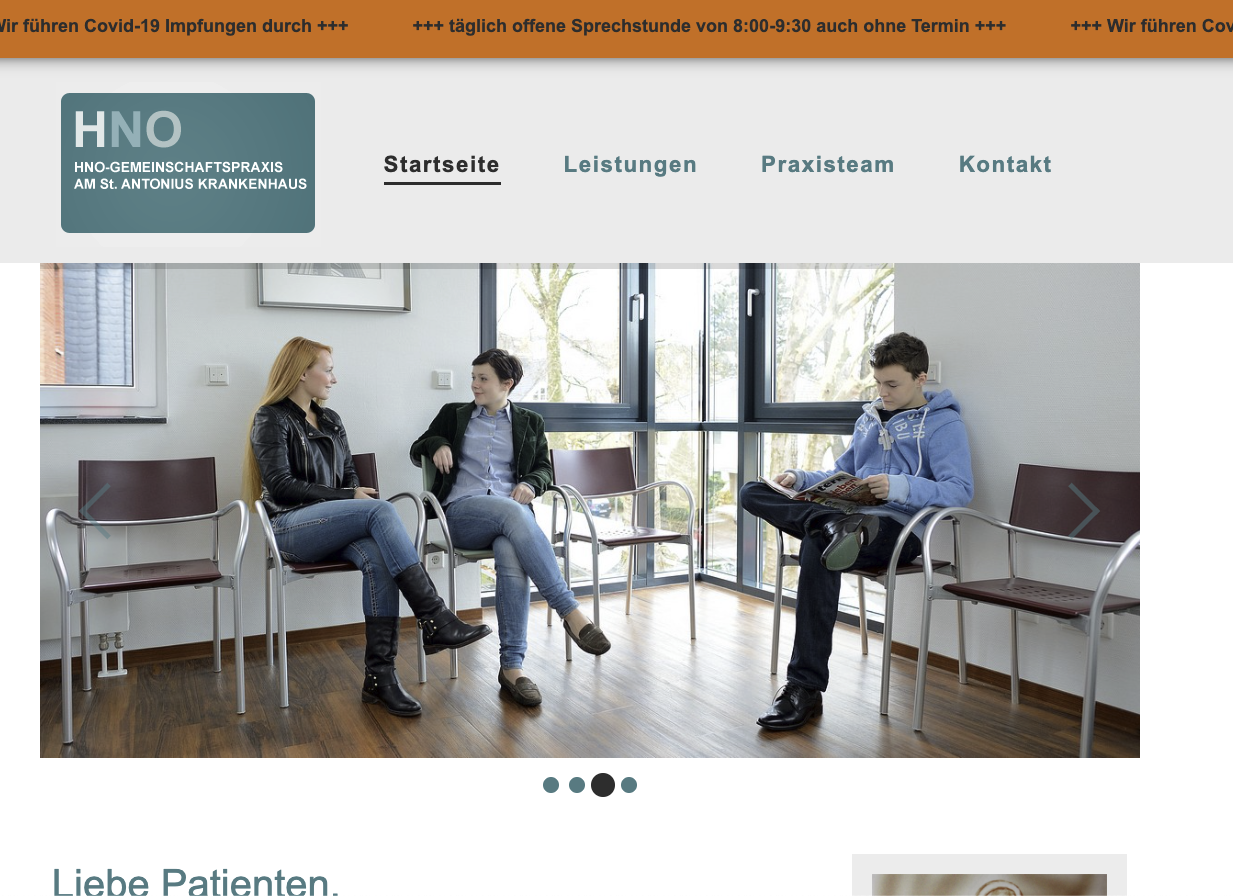 ir führen Covid-19 Impfungen durch +++ +++ täglich offene Sprechstunde von 8:00-9:30 auch ohne Termin +++ +++ Wir führen Cov
HNO
HNO-GEMEINSCHAFTSPRAXIS
AM St. ANTONIUS KRANKENHAUS
Startseite Leistungen Praxisteam Kontakt
Liebe Patienten,